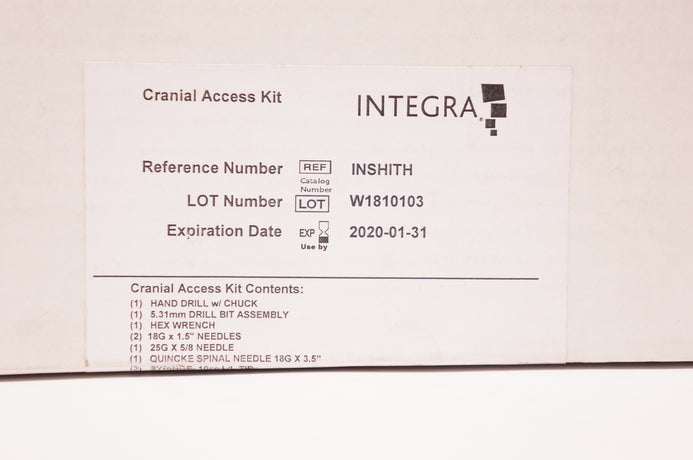 Cranial Access Kit
INTEGRA
Reference Number REF INSHITH
Catalog
Number
LOT Number LOT W1810103
Expiration Date EXP 2020-01-31
Use by
Cranial Access Kit Contents:
(1) HAND DRILL w/ CHUCK
(1) 5.31mm DRILL BIT ASSEMBLY
(1) HEX WRENCH
(2) 18G x 1.5" NEEDLES
(1) 25G X 5/8 NEEDLE
(1) QUINCKE SPINAL NEEDLE 18G X 3.5"